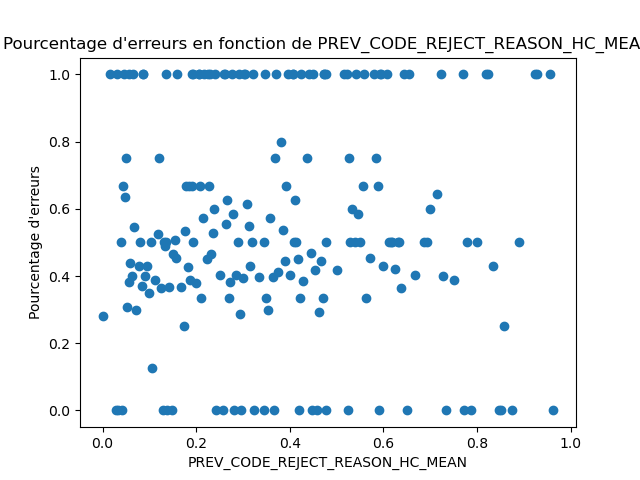 Pourcentage d'erreurs en fonction de PREV_CODE_REJECT_REASON_HC_MEA
Pourcentage d'erreurs
1.0
0.8
0.6
0.4
0.2
0.0
0.0 0.2 0.4 0.6 0.8 1.0
PREV_CODE_REJECT_REASON_HC_MEAN